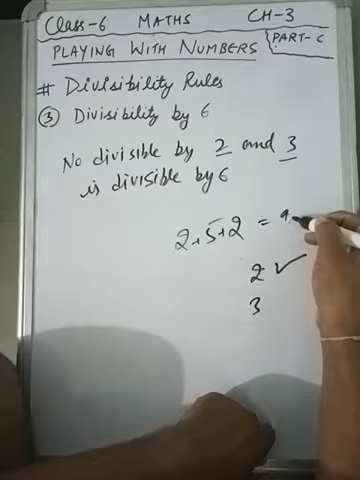 Class-6 MATHS CH-3
PLAYING WITH NUMBERS PART-C
# Divisibility Rules
③ Divisibility by 6
No divisible by 2 and 3
is divisible by 6
2+5+2 = 9
2 ✓
3